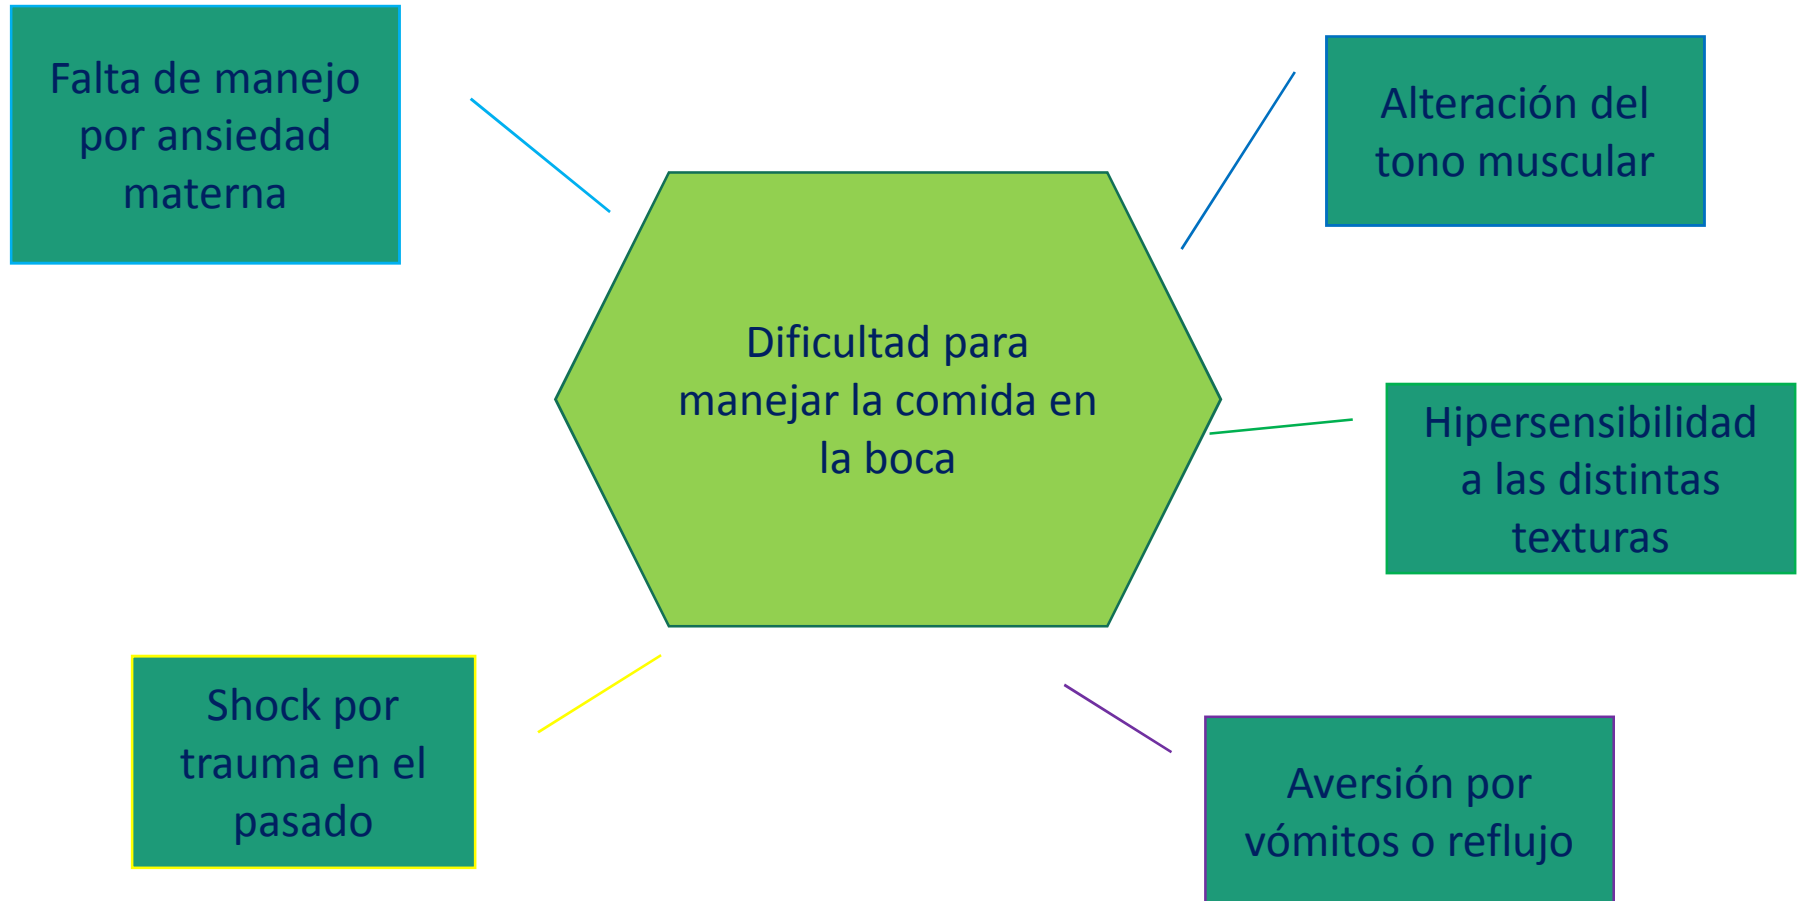 Falta de manejo
por ansiedad
materna
Alteración del
tono muscular
Dificultad para
manejar la comida en
la boca
Hipersensibilidad
a las distintas
texturas
Shock por
trauma en el
pasado
Aversión por
vómitos o reflujo